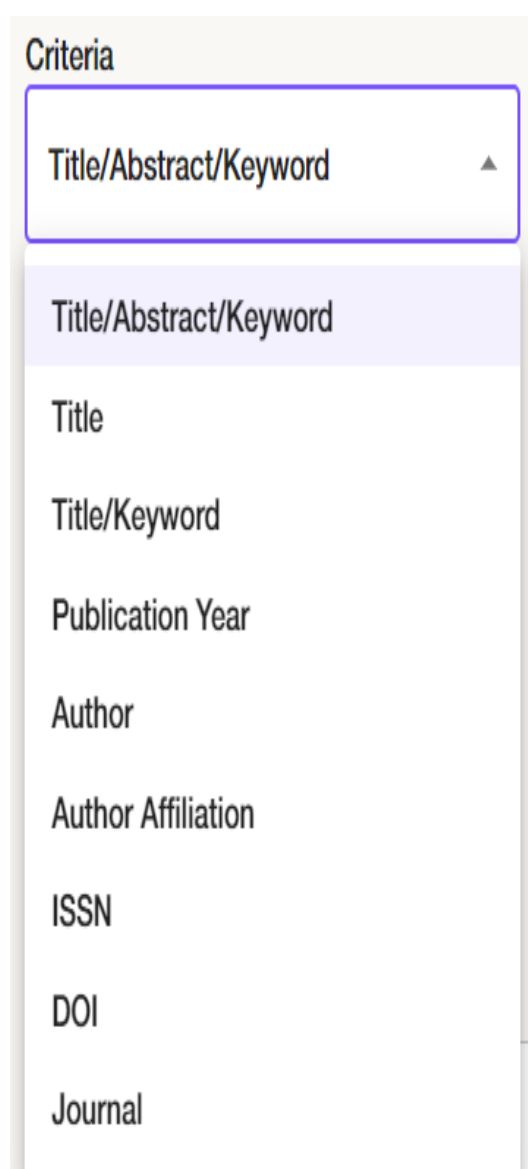 Criteria
Title/Abstract/Keyword
Title/Abstract/Keyword
Title
Title/Keyword
Publication Year
Author
Author Affiliation
ISSN
DOI
Journal